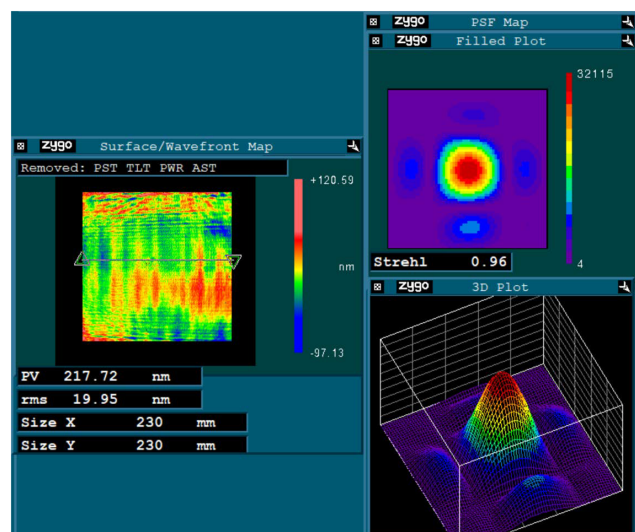 zygo Surface/Wavefront Map
Removed: PST TLT PWR AST
+120.59
nm
-97.13
PV 217.72 nm
rms 19.95 nm
Size X 230 mm
Size Y 230 mm
zygo PSF Map
zygo Filled Plot
32115
4
Strehl 0.96
zygo 3D Plot